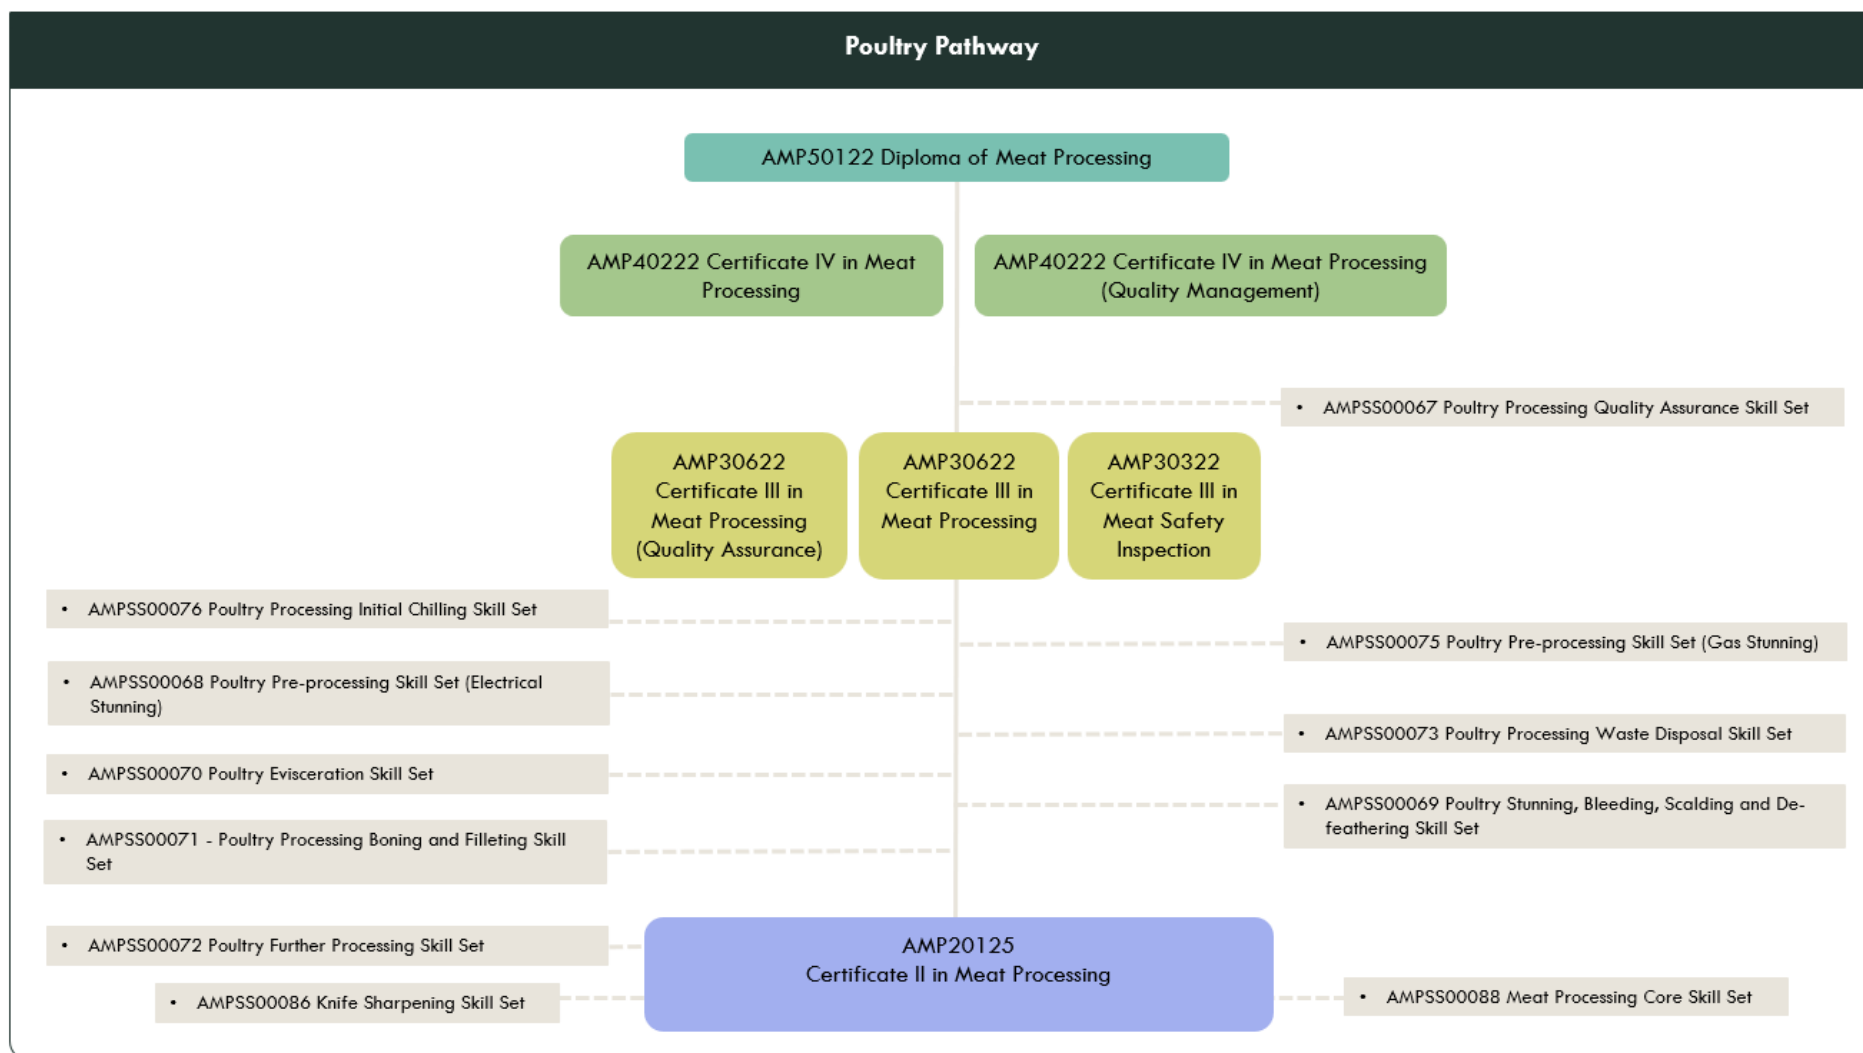 Poultry Pathway
AMP50122 Diploma of Meat Processing
AMP40222 Certificate IV in Meat
Processing
AMP40222 Certificate IV in Meat Processing
(Quality Management)
• AMPSS00067 Poultry Processing Quality Assurance Skill Set
AMP30622
Certificate III in
Meat Processing
(Quality Assurance)
AMP30622
Certificate III in
Meat Processing
AMP30322
Certificate III in
Meat Safety
Inspection
• AMPSS00076 Poultry Processing Initial Chilling Skill Set
• AMPSS00075 Poultry Pre-processing Skill Set (Gas Stunning)
• AMPSS00068 Poultry Pre-processing Skill Set (Electrical
Stunning)
• AMPSS00073 Poultry Processing Waste Disposal Skill Set
• AMPSS00070 Poultry Evisceration Skill Set
• AMPSS00069 Poultry Stunning, Bleeding, Scalding and De-
feathering Skill Set
• AMPSS00071 - Poultry Processing Boning and Filleting Skill
Set
• AMPSS00072 Poultry Further Processing Skill Set
AMP20125
Certificate II in Meat Processing
• AMPSS00086 Knife Sharpening Skill Set
• AMPSS00088 Meat Processing Core Skill Set